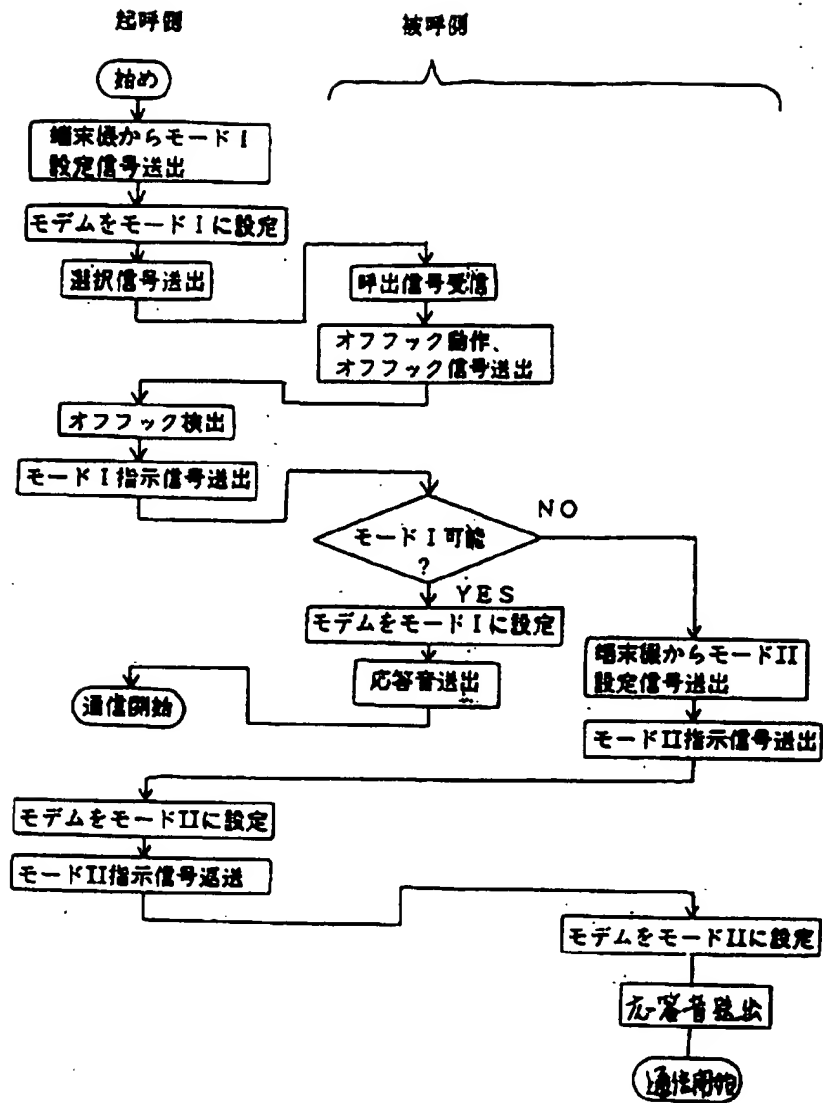 起呼側
被呼側
始め
端末機からモードI
設定信号送出
モデムをモードIに設定
選択信号送出
呼出信号受信
オフフック動作、
オフフック信号送出
オフフック検出
モードI指示信号送出
モードI可能
?
NO
YES
モデムをモードIに設定
応答音送出
通信開始
端末機からモードII
設定信号送出
モードII指示信号送出
モデムをモードIIに設定
モードII指示信号返送
モデムをモードIIに設定
応答音送出
通信開始